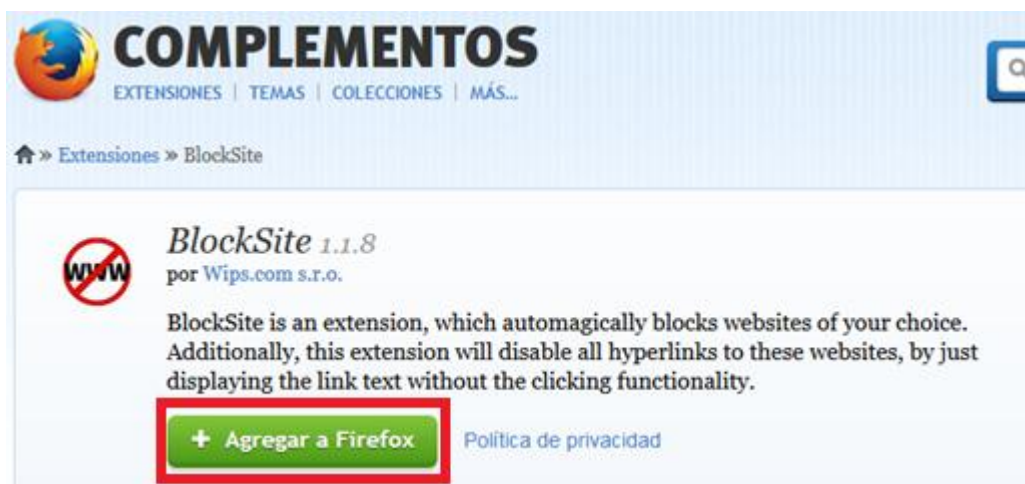 COMPLEMENTOS
EXTENSIONES | TEMAS | COLECCIONES | MÁS...
» Extensiones » BlockSite
WWW
BlockSite 1.1.8
por Wips.com s.r.o.
BlockSite is an extension, which automagically blocks websites of your choice.
Additionally, this extension will disable all hyperlinks to these websites, by just
displaying the link text without the clicking functionality.
+ Agregar a Firefox
Política de privacidad